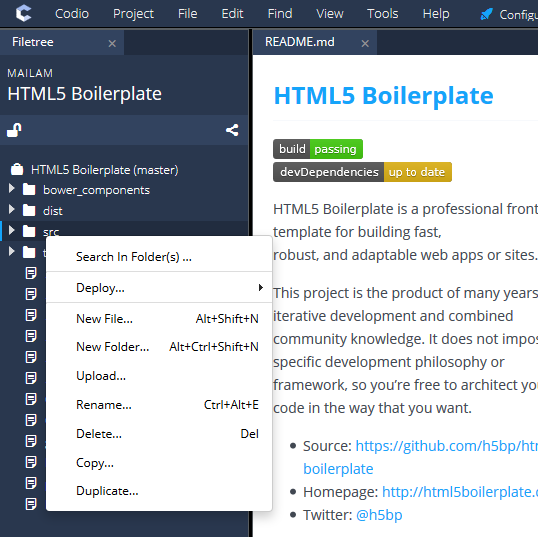 Codio Project File Edit Find View Tools Help
Filetree
README.md
MAILAM
HTML5 Boilerplate
HTML5 Boilerplate (master)
bower_components
dist
src
Search In Folder(s) ...
Deploy...
New File... Alt+Shift+N
New Folder... Alt+Ctrl+Shift+N
Upload...
Rename... Ctrl+Alt+E
Delete... Del
Copy...
Duplicate...
HTML5 Boilerplate
build passing
devDependencies up to date
HTML5 Boilerplate is a professional front
template for building fast,
robust, and adaptable web apps or sites.
This project is the product of many years
iterative development and combined
community knowledge. It does not impos
specific development philosophy or
framework, so you're free to architect you
code in the way that you want.
Source: https://github.com/h5bp/htm
boilerplate
Homepage: http://html5boilerplate.c
Twitter: @h5bp